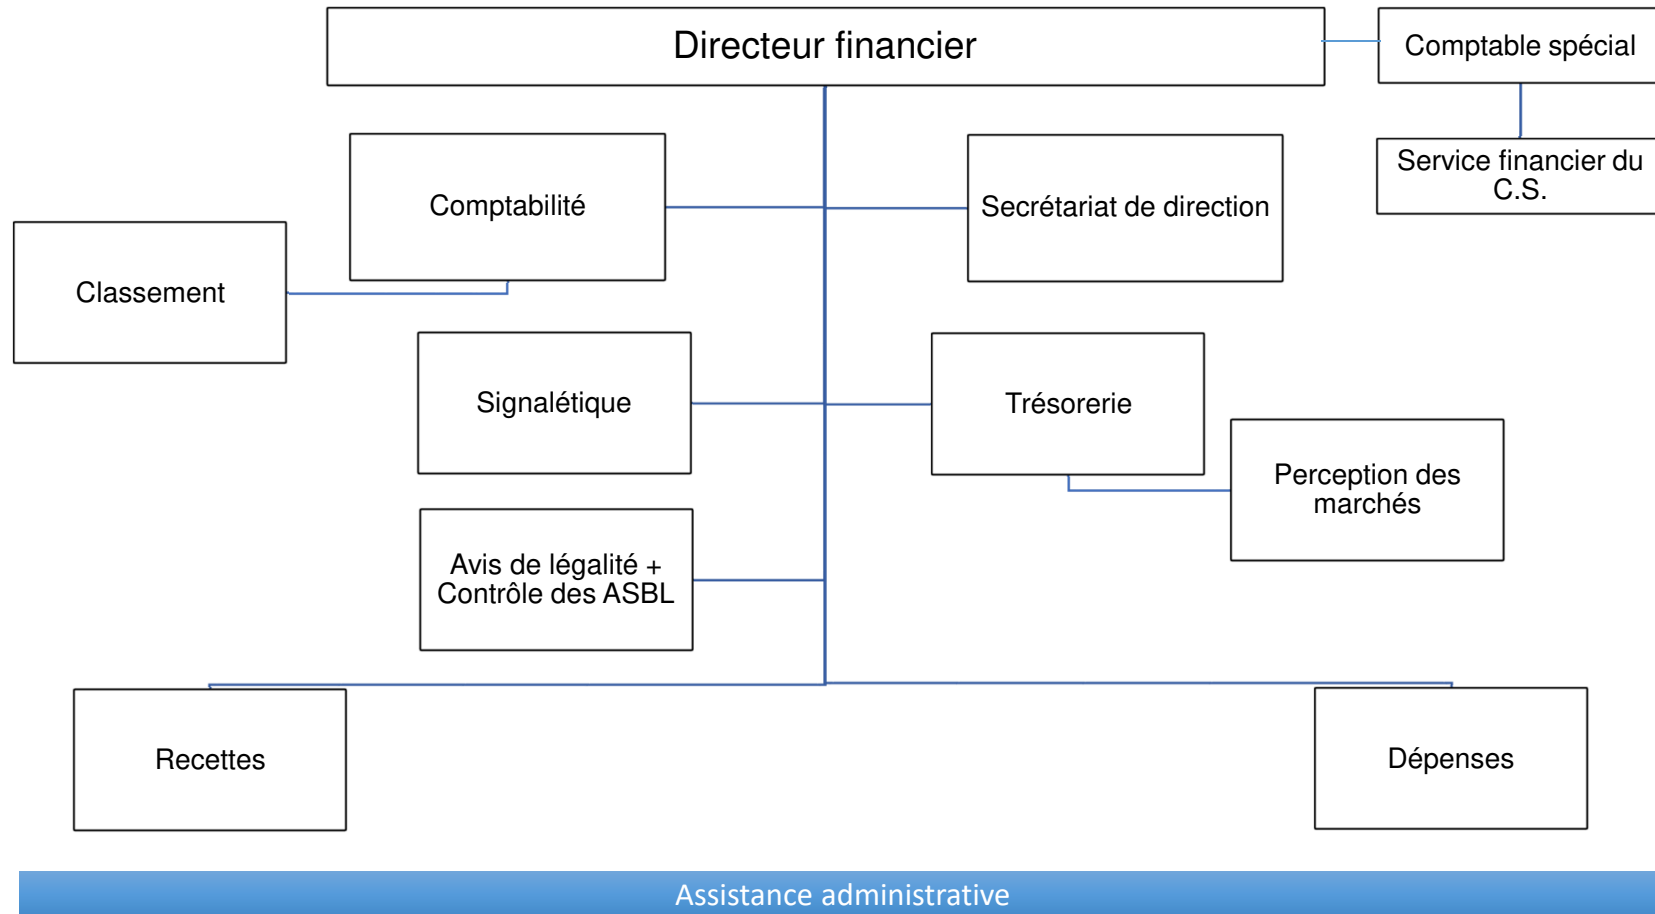 Directeur financier
Comptable spécial
Service financier du
C.S.
Comptabilité
Secrétariat de direction
Classement
Signalétique
Trésorerie
Perception des
marchés
Avis de légalité +
Contrôle des ASBL
Recettes
Dépenses
Assistance administrative